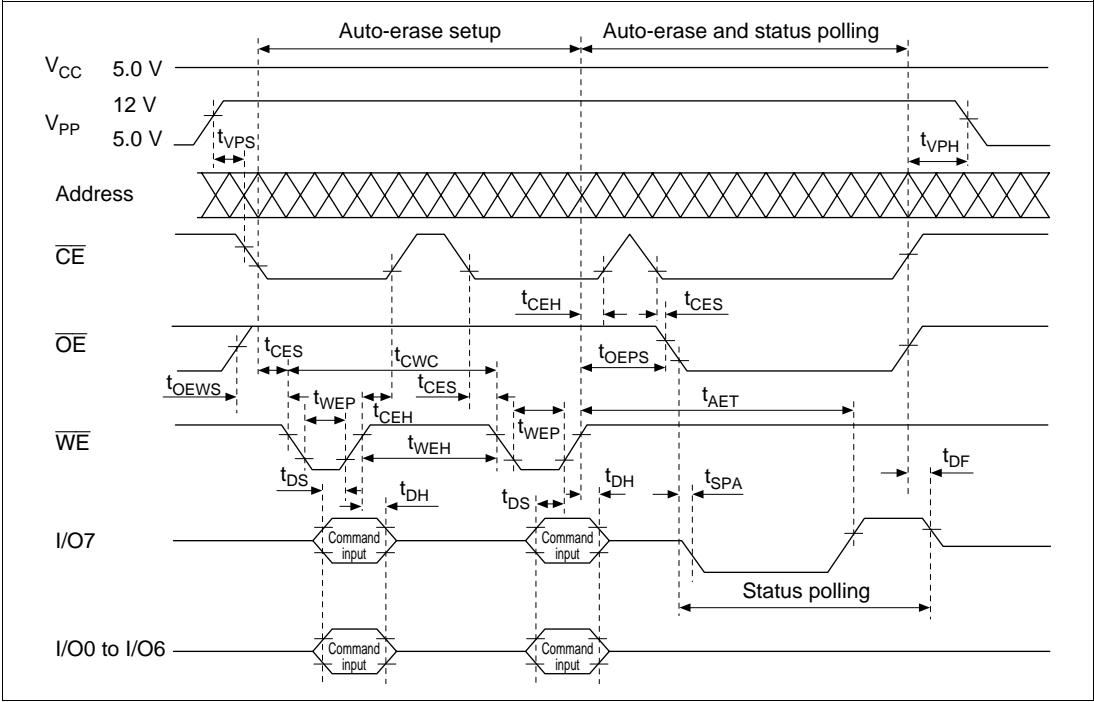 Auto-erase setup
Auto-erase and status polling
VCC 5.0 V
12 V
VPP
5.0 V
tVPS
tVPH
Address
CE
tCEH
tCES
OE
tCES
tCWC
tOEPS
tOEWS
tWEP
tCES
tAET
tCEH
tWEP
WE
tWEH
tDF
tDS
tDH
tDS
tDH
tSPA
I/O7
Command
input
Command
input
Status polling
I/O0 to I/O6
Command
input
Command
input